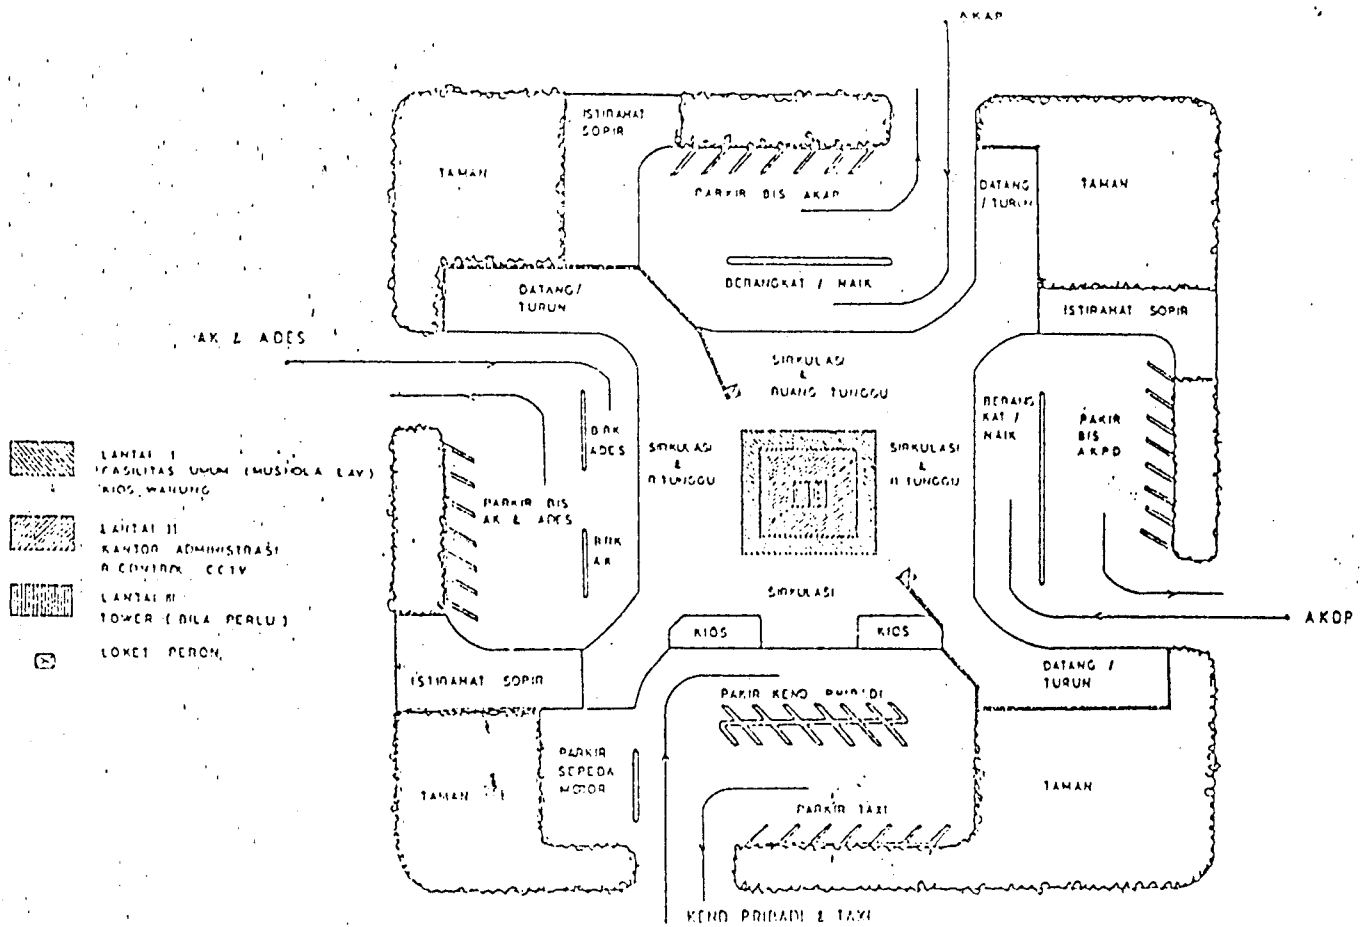 AKAP
ISTIRAHAT
SOPIR
TAMAN
PARKIR BIS AKAP
DATANG
/ TURUN
TAMAN
DATANG /
TURUN
BERANGKAT / NAIK
ISTIRAHAT SOPIR
AK & ADES
SIRKULASI
&
RUANG TUNGGU
BERANG
KAT /
NAIK
PAKIR
BIS
AKPD
BRK
ADES
SIRKULASI
&
R TUNGGU
SIRKULASI
&
R TUNGGU
LANTAI I
FASILITAS UMUM (MUSHOLA LAV)
KIOS, WARUNG
PARKIR BIS
AK & ADES
LANTAI II
KANTOR ADMINISTRASI
R CONTROL CCTV
BRK
AK
SIRKULASI
LANTAI III
TOWER ( BILA PERLU )
KIOS
KIOS
AKDP
LOKET PERON
ISTIRAHAT SOPIR
DATANG /
TURUN
PAKIR KEND PRIBADI
PARKIR
SEPEDA
MOTOR
TAMAN
PARKIR TAXI
TAMAN
KEND PRIBADI & TAXI